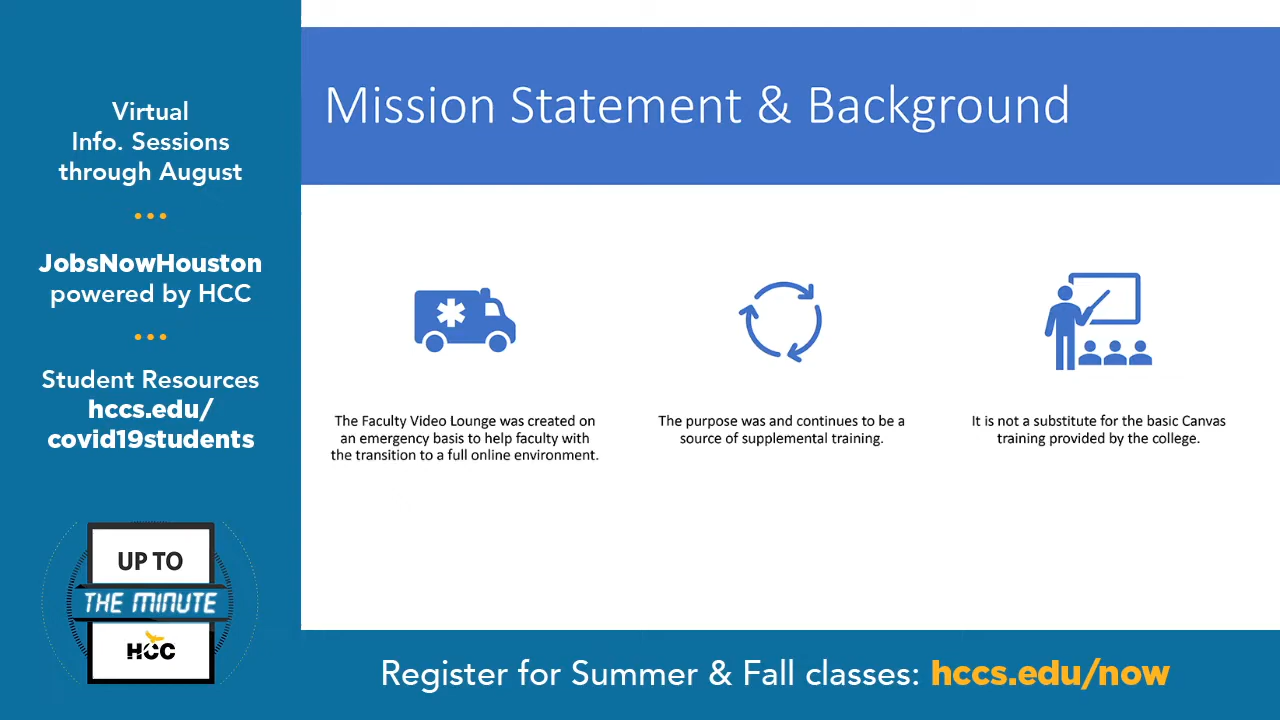 Virtual
Info. Sessions
through August
JobsNowHouston
powered by HCC
Student Resources
hccs.edu/
covid19students
UP TO
THE MINUTE
HCC
Mission Statement & Background
The Faculty Video Lounge was created on
an emergency basis to help faculty with
the transition to a full online environment.
The purpose was and continues to be a
source of supplemental training.
It is not a substitute for the basic Canvas
training provided by the college.
Register for Summer & Fall classes: hccs.edu/now